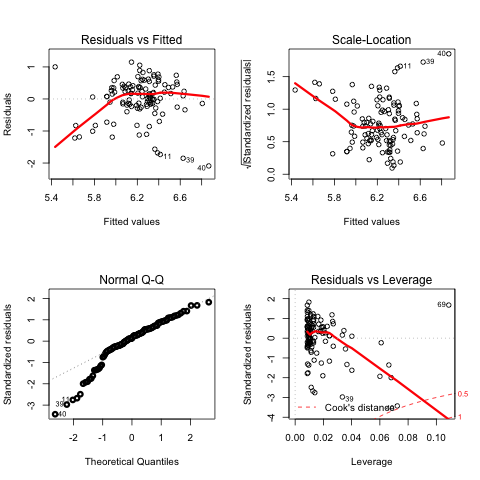 Residuals vs Fitted
Residuals
1
0
-1
-2
11
39
40
5.4 5.8 6.2 6.6
Fitted values
Scale-Location
√|Standardized residuals|
1.5
1.0
0.5
0.0
40
39
11
5.4 5.8 6.2 6.6
Fitted values
Normal Q-Q
Standardized residuals
2
1
0
-1
-2
-3
11
39
40
-2 -1 0 1 2
Theoretical Quantiles
Residuals vs Leverage
Standardized residuals
2
1
0
-1
-2
-3
-4
69
39
Cook's distance
0.5
1
0.00 0.02 0.04 0.06 0.08 0.10
Leverage